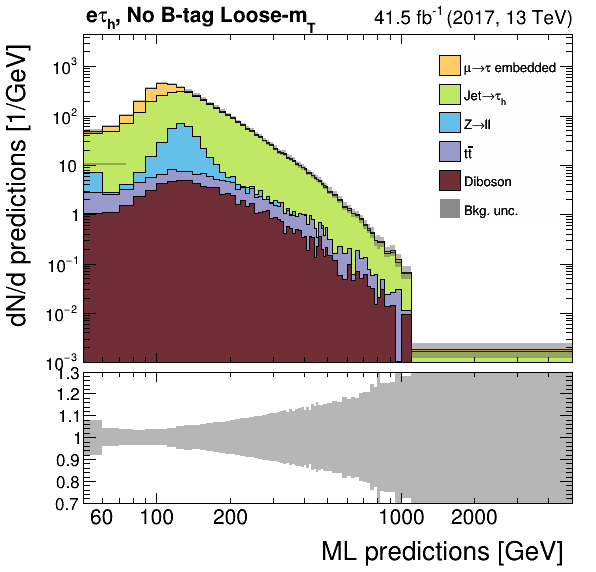 eτh, No B-tag Loose-mT
41.5 fb⁻¹ (2017, 13 TeV)
dN/d predictions [1/GeV]
10³
10²
10
1
10⁻¹
10⁻²
10⁻³
μ→τ embedded
Jet→τh
Z→ll
tt̄
Diboson
Bkg. unc.
1.3
1.2
1.1
1
0.9
0.8
0.7
60 100 200 1000 2000
ML predictions [GeV]